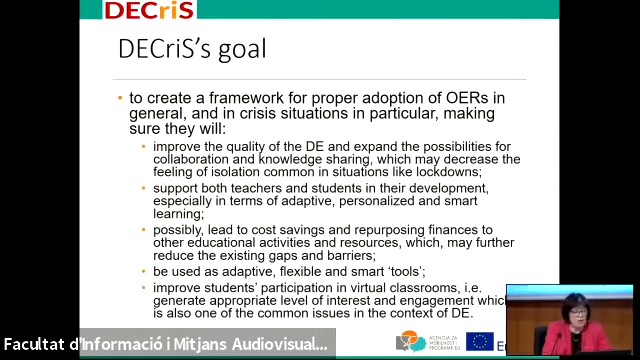 DECriS
DECriS's goal
• to create a framework for proper adoption of OERs in
general, and in crisis situations in particular, making
sure they will:
• improve the quality of the DE and expand the possibilities for
collaboration and knowledge sharing, which may decrease the
feeling of isolation common in situations like lockdowns;
• support both teachers and students in their development,
especially in terms of adaptive, personalized and smart
learning;
• possibly, lead to cost savings and repurposing finances to
other educational activities and resources, which, may further
reduce the existing gaps and barriers;
• be used as adaptive, flexible and smart 'tools';
• improve students' participation in virtual classrooms, i.e.
generate appropriate level of interest and engagement which
is also one of the common issues in the context of DE.
Facultat d'Informació i Mitjans Audiovisual...
AGENCIJA ZA
MOBILNOST I
PROGRAME EU